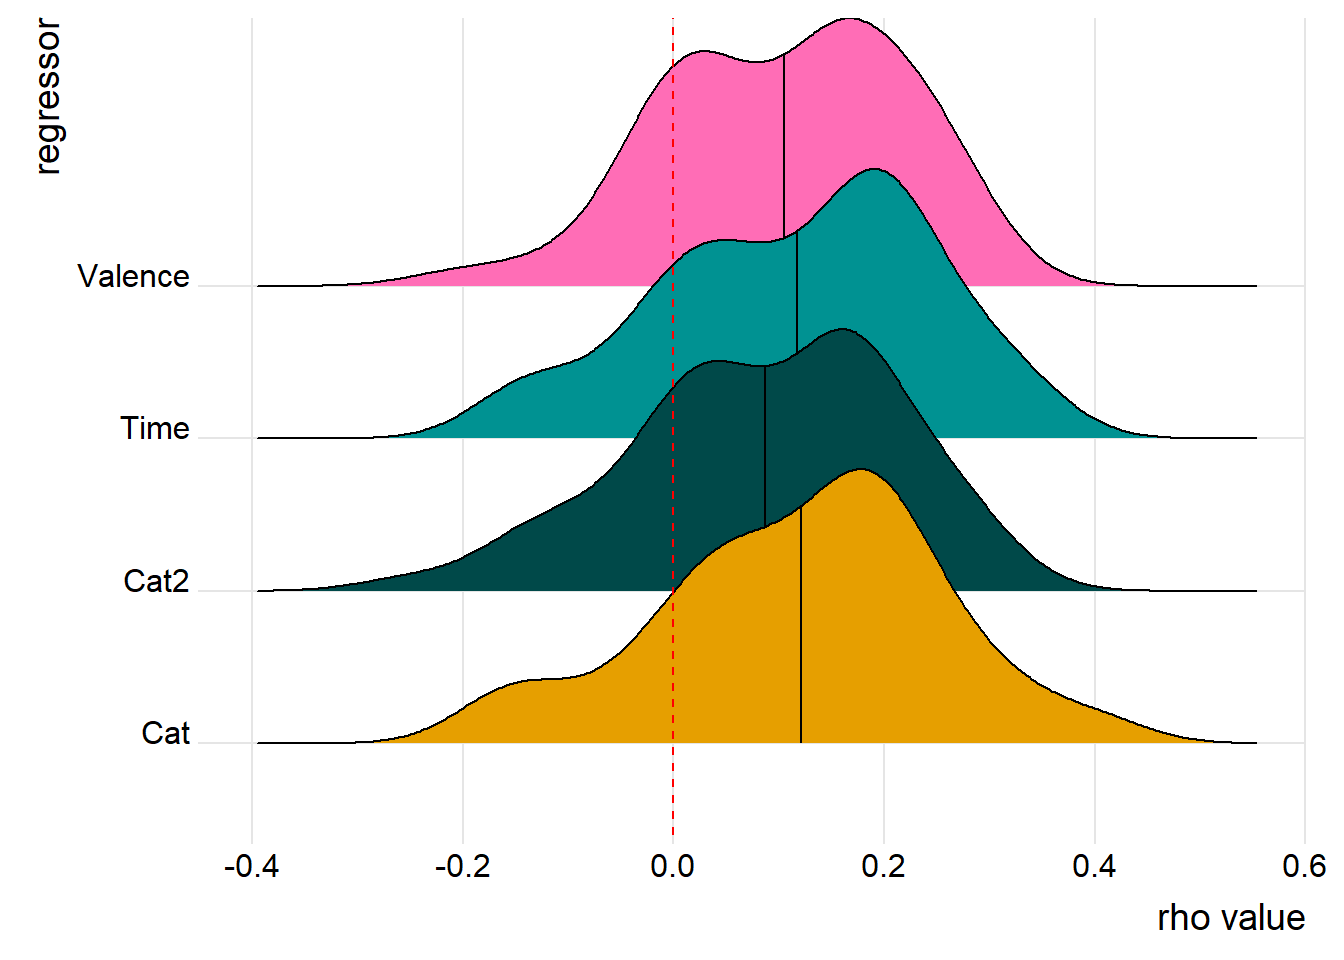 regressor
Valence
Time
Cat2
Cat
-0.4 -0.2 0.0 0.2 0.4 0.6
rho value